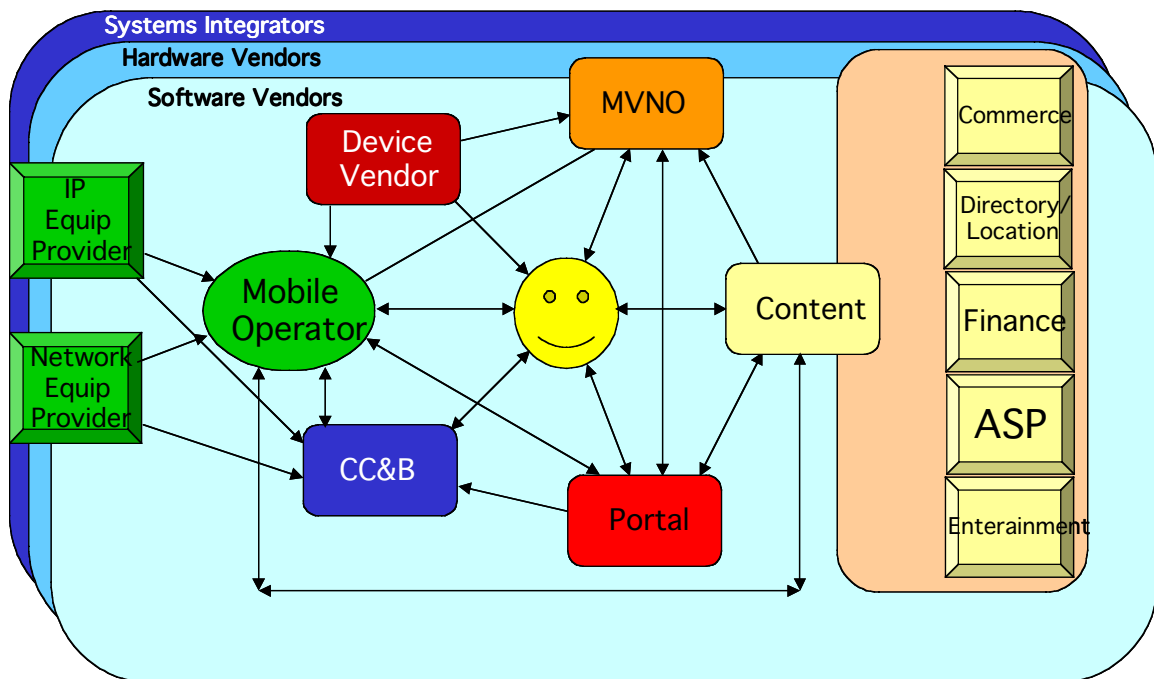 Systems Integrators
Hardware Vendors
Software Vendors
MVNO
Device
Vendor
IP
Equip
Provider
Mobile
Operator
Content
Network
Equip
Provider
CC&B
Portal
Commerce
Directory/
Location
Finance
ASP
Enterainment